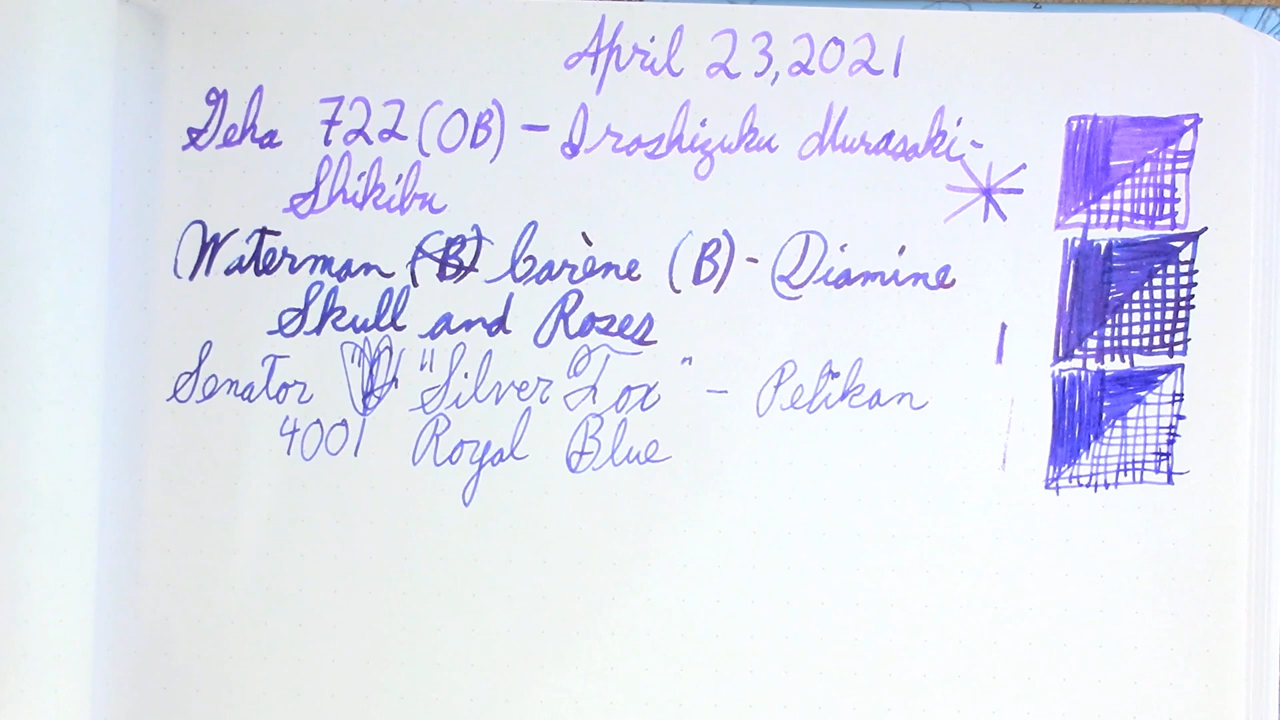 April 23, 2021
Geha 722 (OB) - Iroshizuku Murasaki-
Shikibu
Waterman (B) Carène (B) - Diamine
Skull and Roses
Senator "Silver Fox" - Pelikan
4001 Royal Blue